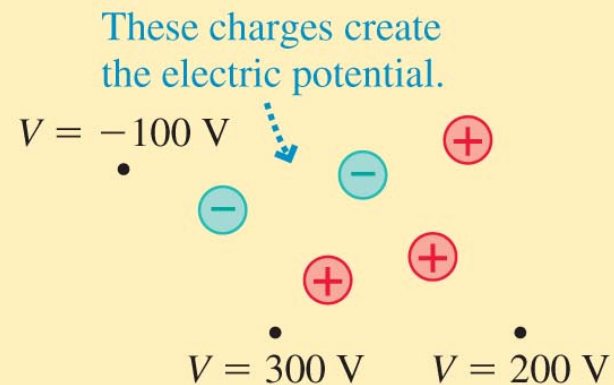 These charges create
the electric potential.
V = −100 V
+
−
−
+
+
V = 300 V
V = 200 V